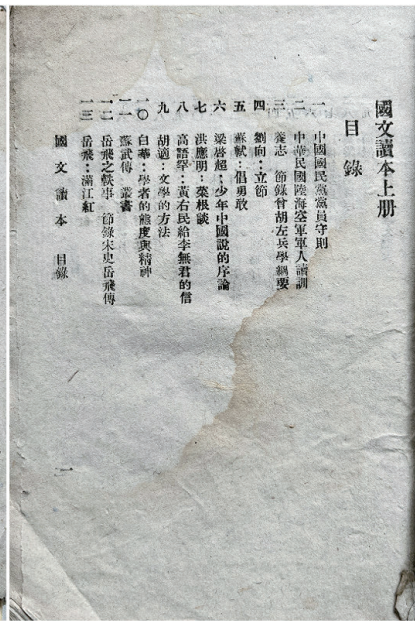 國文讀本上册
目錄
一 中國國民黨黨員守則
二 中華民國陸海空軍軍人讀訓
三 養志 節錄曾胡左兵學綱要
四 劉向：立節
五 蘇軾：倡勇敢
六 梁啓超：少年中國說的序論
七 洪應明：菜根談
八 高語罕：黃右民給李無君的信
九 胡適：文學的方法
一〇 白華：學者的態度與精神
一一 蘇武傳 叢書
一二 岳飛之軼事 節錄宋史岳飛傳
一三 岳飛：滿江紅
國文讀本 目錄
一